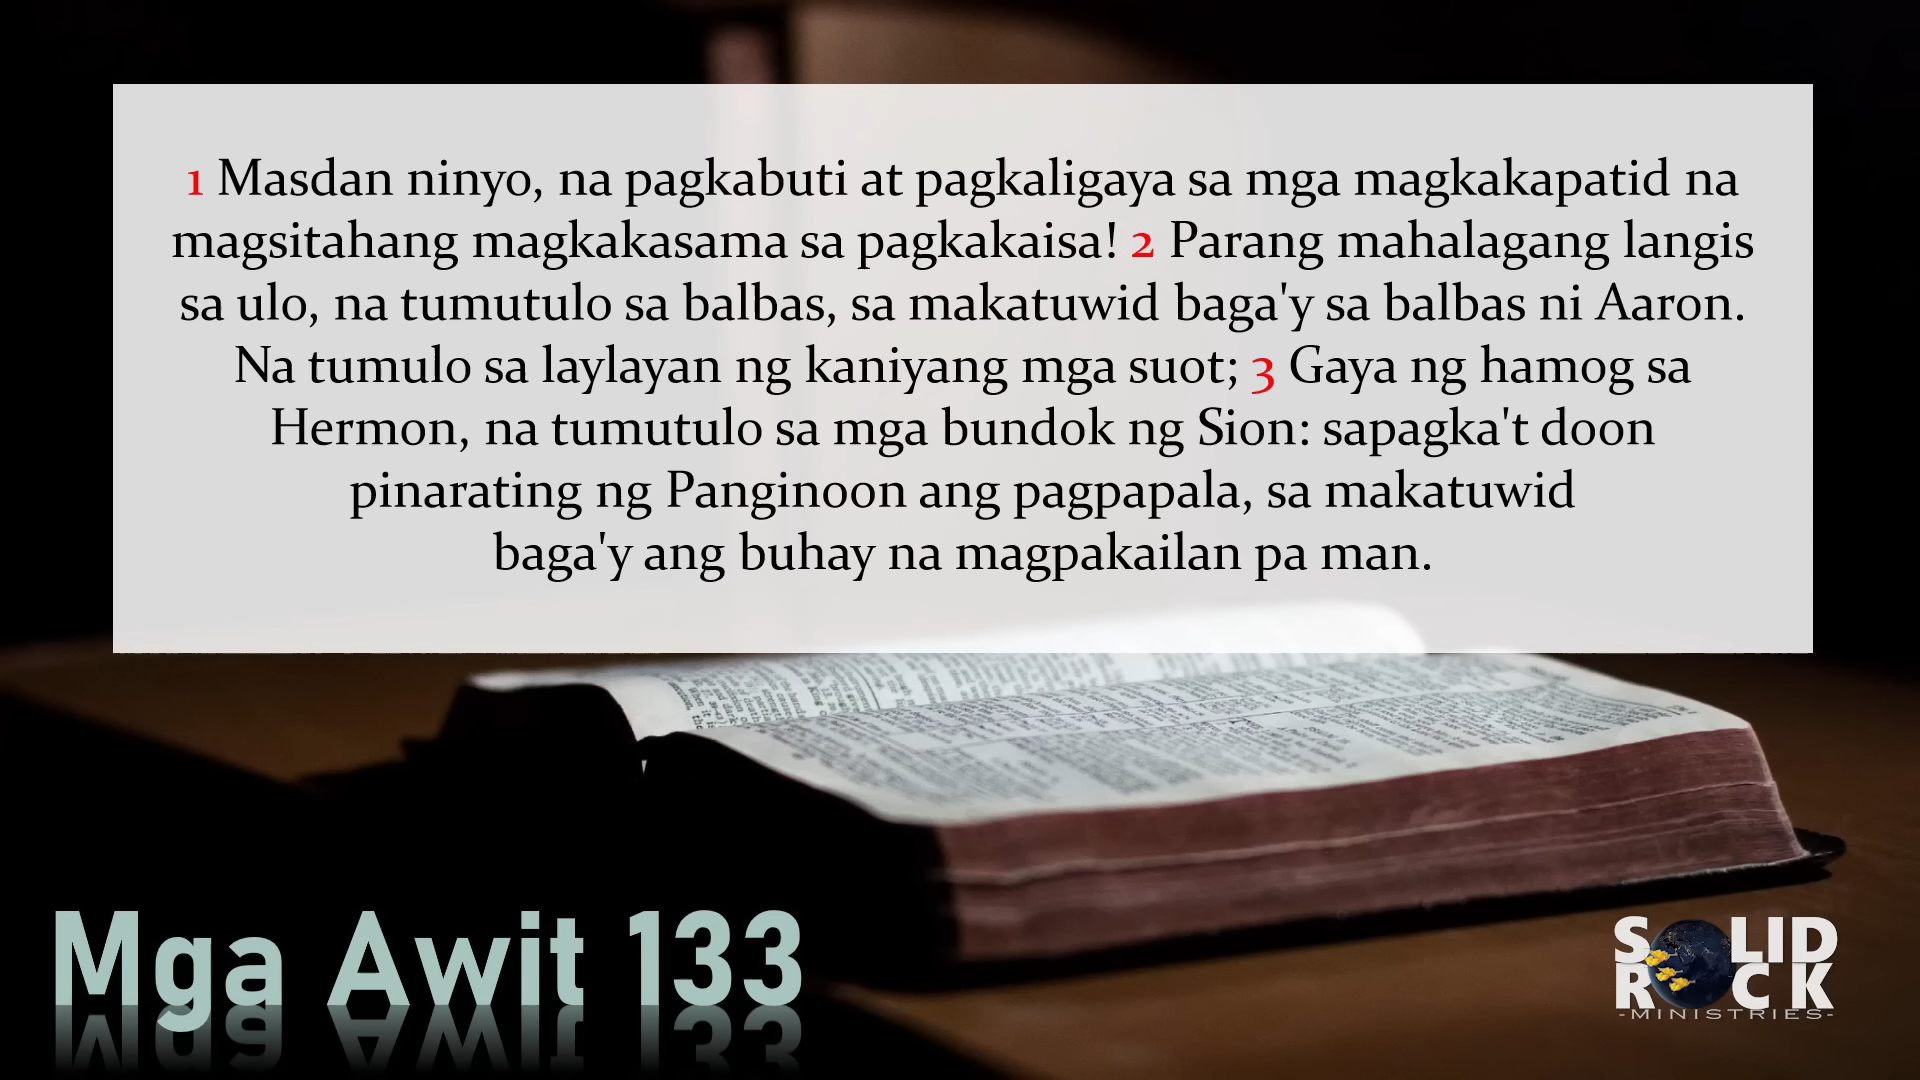 1 Masdan ninyo, na pagkabuti at pagkaligaya sa mga magkakapatid na
magsitahang magkakasama sa pagkakaisa! 2 Parang mahalagang langis
sa ulo, na tumutulo sa balbas, sa makatuwid baga'y sa balbas ni Aaron.
Na tumulo sa laylayan ng kaniyang mga suot; 3 Gaya ng hamog sa
Hermon, na tumutulo sa mga bundok ng Sion: sapagka't doon
pinarating ng Panginoon ang pagpapala, sa makatuwid
baga'y ang buhay na magpakailan pa man.
Mga Awit 133
SOLID
ROCK
-MINISTRIES-